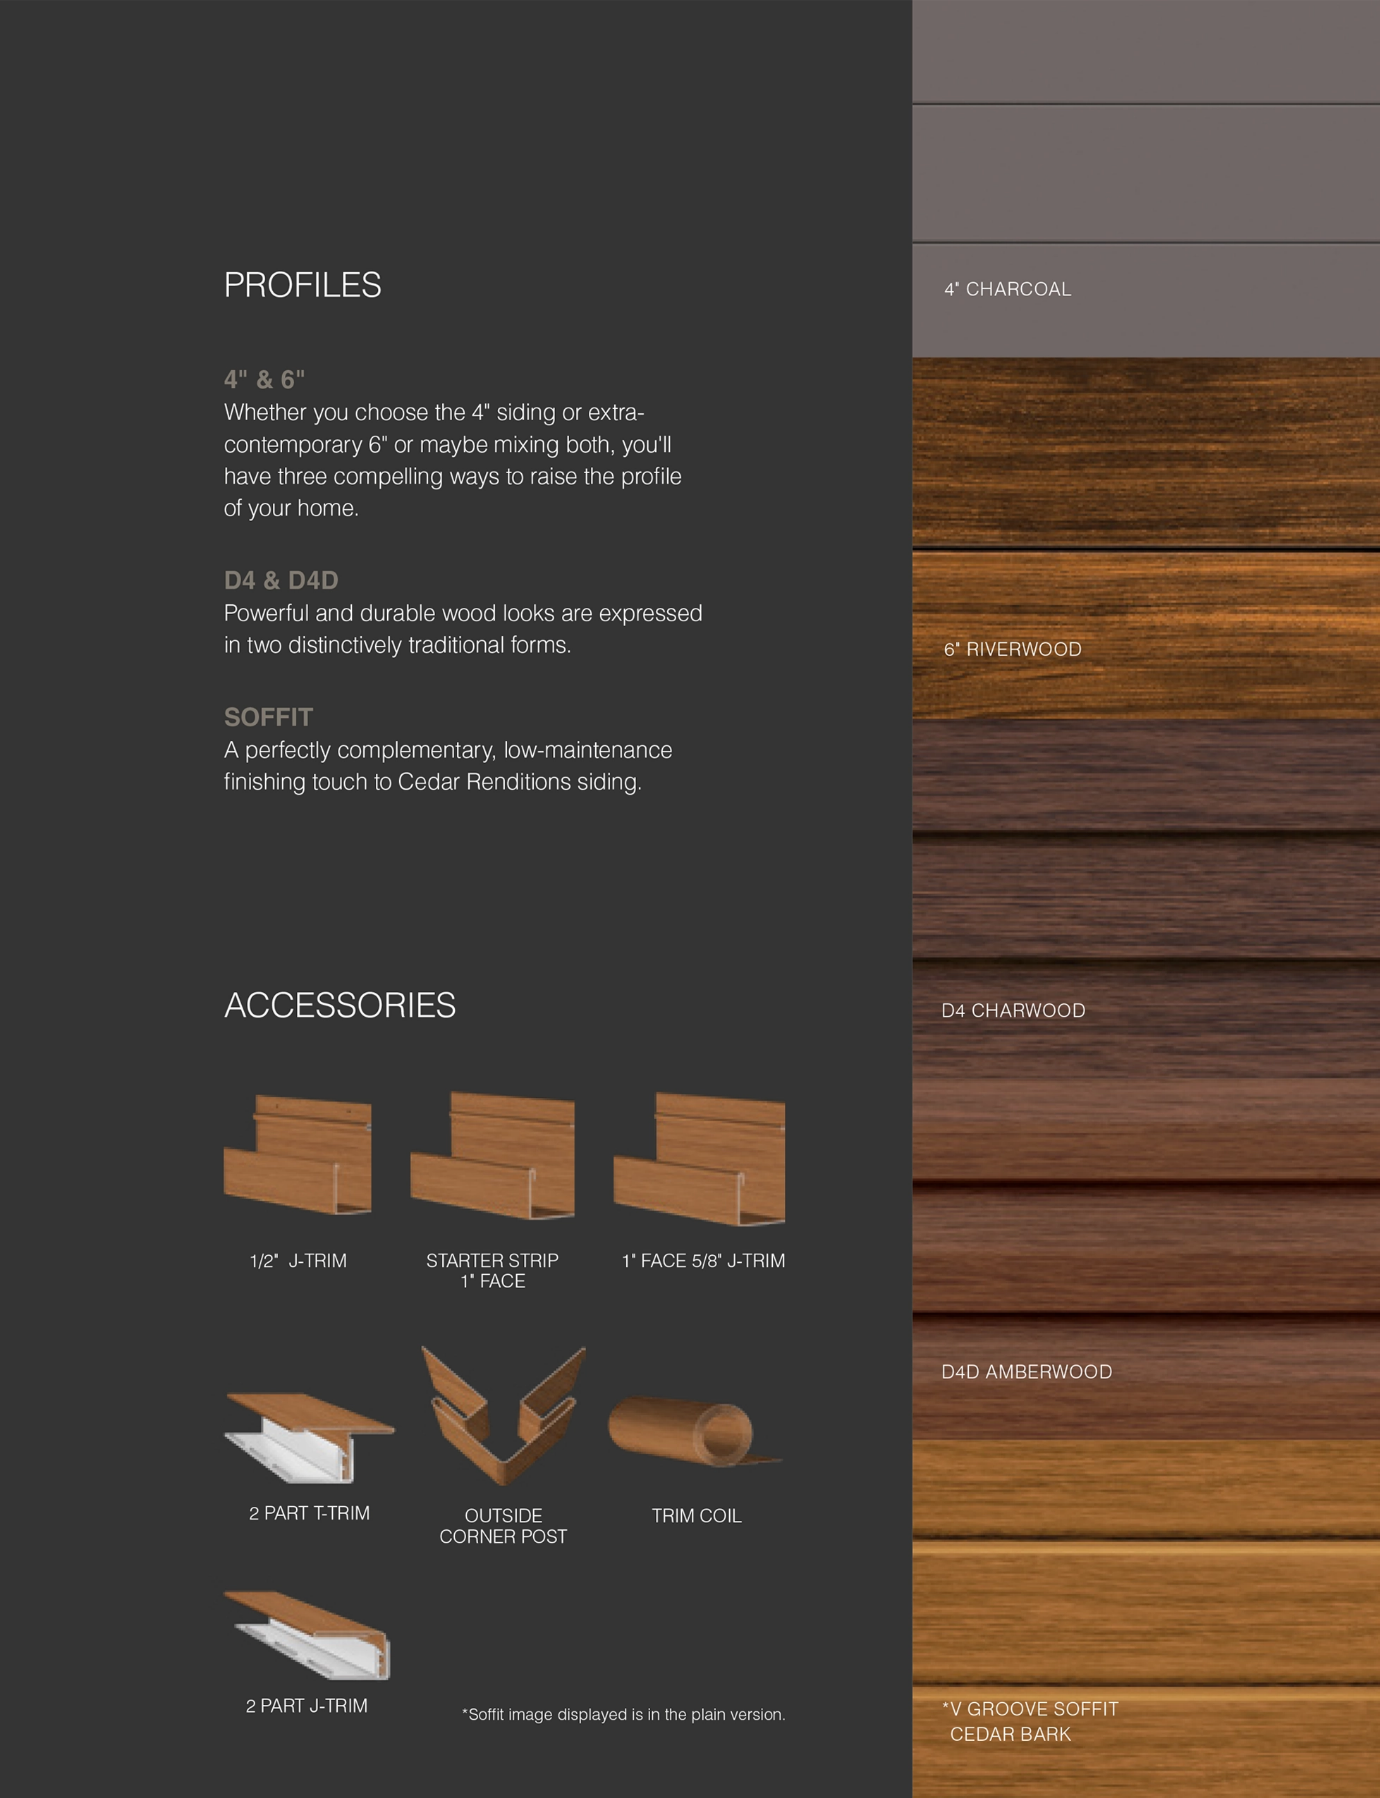 PROFILES
4" & 6"
Whether you choose the 4" siding or extra-
contemporary 6" or maybe mixing both, you'll
have three compelling ways to raise the profile
of your home.
D4 & D4D
Powerful and durable wood looks are expressed
in two distinctively traditional forms.
SOFFIT
A perfectly complementary, low-maintenance
finishing touch to Cedar Renditions siding.
ACCESSORIES
1/2"  J-TRIM
STARTER STRIP
1" FACE
1" FACE 5/8" J-TRIM
2 PART T-TRIM
OUTSIDE
CORNER POST
TRIM COIL
2 PART J-TRIM
*Soffit image displayed is in the plain version.
4" CHARCOAL
6" RIVERWOOD
D4 CHARWOOD
D4D AMBERWOOD
*V GROOVE SOFFIT
CEDAR BARK